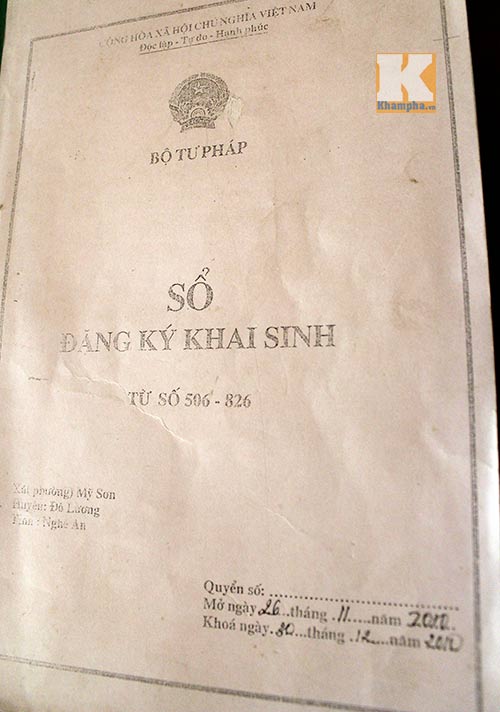 CỘNG HÒA XÃ HỘI CHỦ NGHĨA VIỆT NAM
Độc lập - Tự do - Hạnh phúc
K
Khampha.vn
BỘ TƯ PHÁP
SỔ
ĐĂNG KÝ KHAI SINH
TỪ SỐ 506 - 826
Xã( phường) Mỹ Sơn
Huyện: Đô Lương
Tỉnh : Nghệ An
Quyển số: ..............................
Mở ngày 26...tháng .11.....năm 2010
Khoá ngày.30...tháng .12...năm 2010